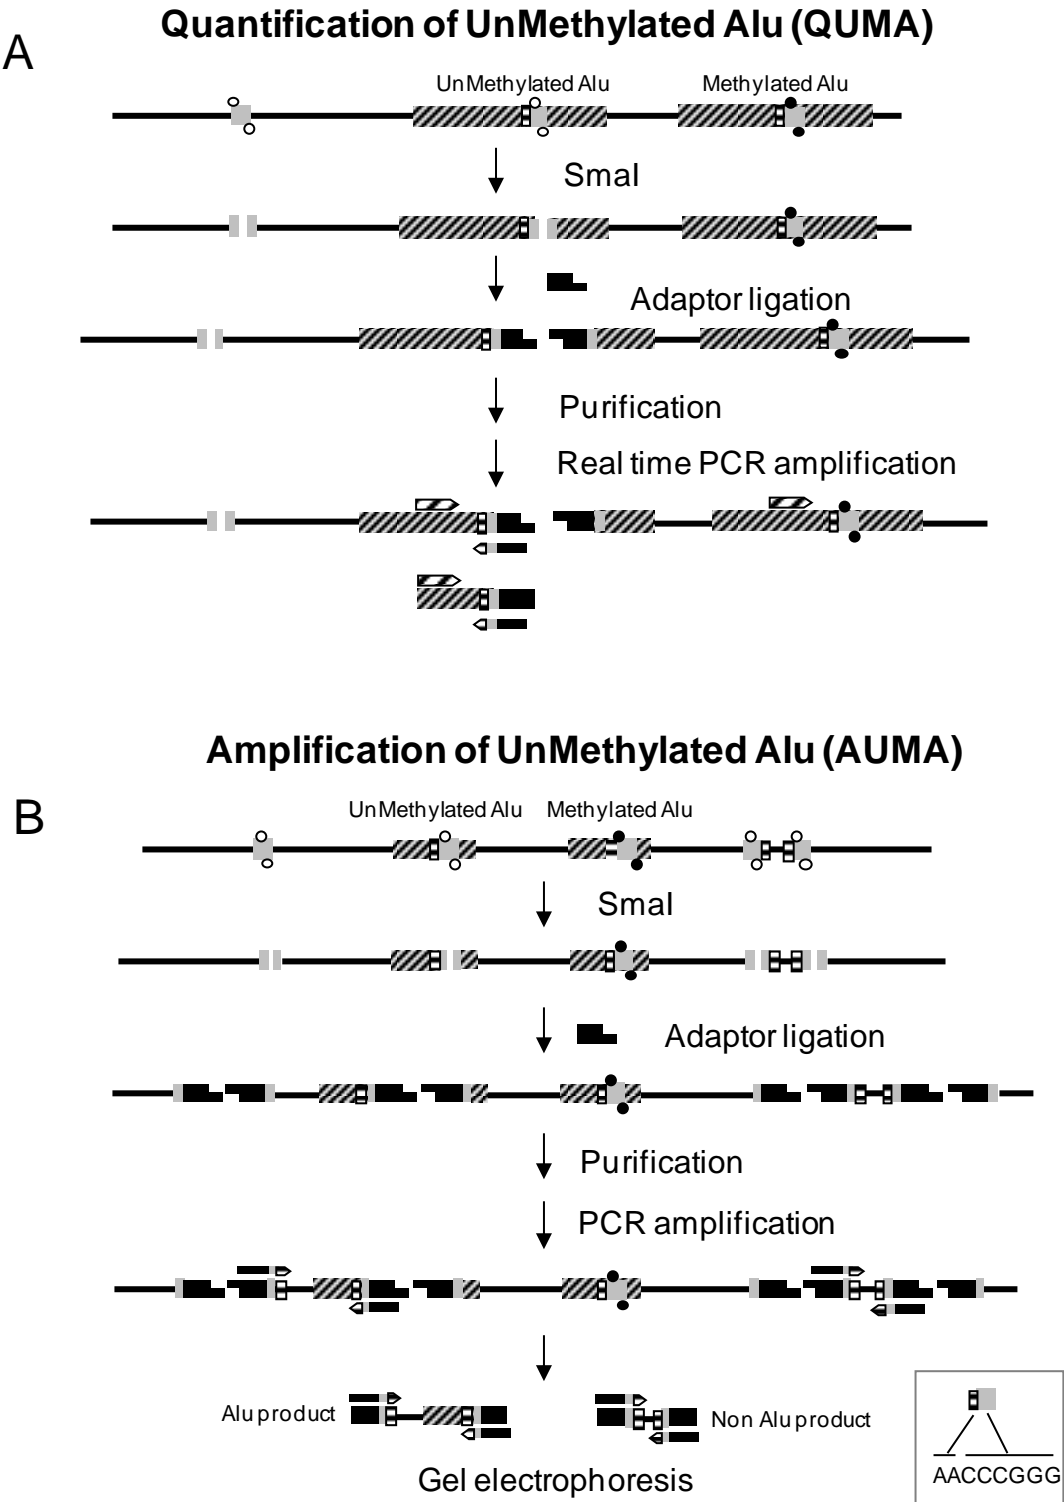 Quantification of UnMethylated Alu (QUMA)
A
UnMethylated Alu Methylated Alu
SmaI
Adaptor ligation
Purification
Real time PCR amplification
Amplification of UnMethylated Alu (AUMA)
B
UnMethylated Alu Methylated Alu
SmaI
Adaptor ligation
Purification
PCR amplification
Alu product
Non Alu product
Gel electrophoresis
AACCCGGG